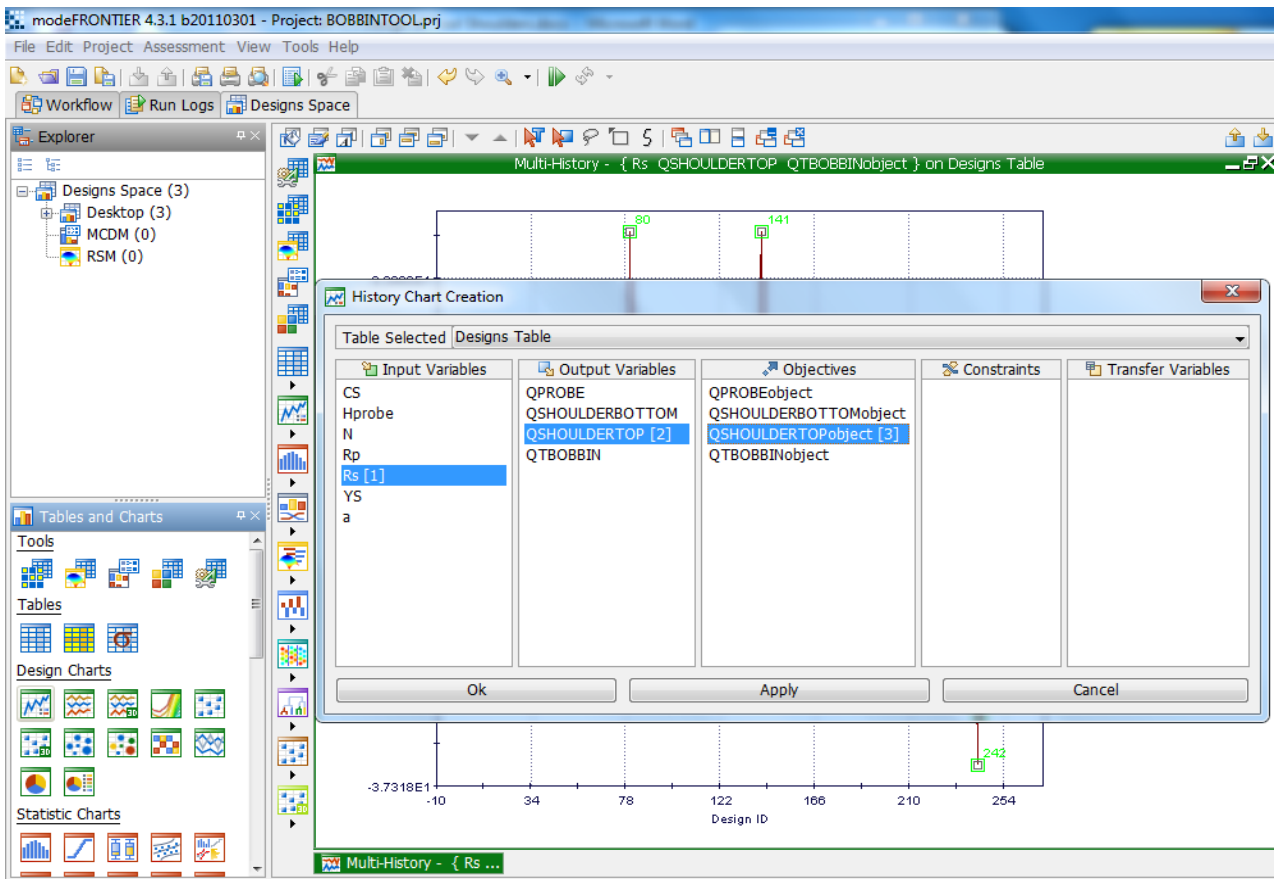 modeFRONTIER 4.3.1 b20110301 - Project: BOBBINTOOL.prj
File Edit Project Assessment View Tools Help
Workflow Run Logs Designs Space
Explorer
Designs Space (3)
Desktop (3)
MCDM (0)
RSM (0)
Multi-History - { Rs QSHOULDERTOP QTBOBBINobject } on Designs Table
80
141
History Chart Creation
Table Selected Designs Table
Input Variables
CS
Hprobe
N
Rp
Rs [1]
YS
a
Output Variables
QPROBE
QSHOULDERBOTTOM
QSHOULDERTOP [2]
QTBOBBIN
Objectives
QPROBEobject
QSHOULDERBOTTOMobject
QSHOULDERTOPobject [3]
QTBOBBINobject
Constraints
Transfer Variables
Ok Apply Cancel
Tables and Charts
Tools
Tables
Design Charts
3D
3D
Statistic Charts
242
-3.7318E1
-10 34 78 122 166 210 254
Design ID
Multi-History - { Rs ...